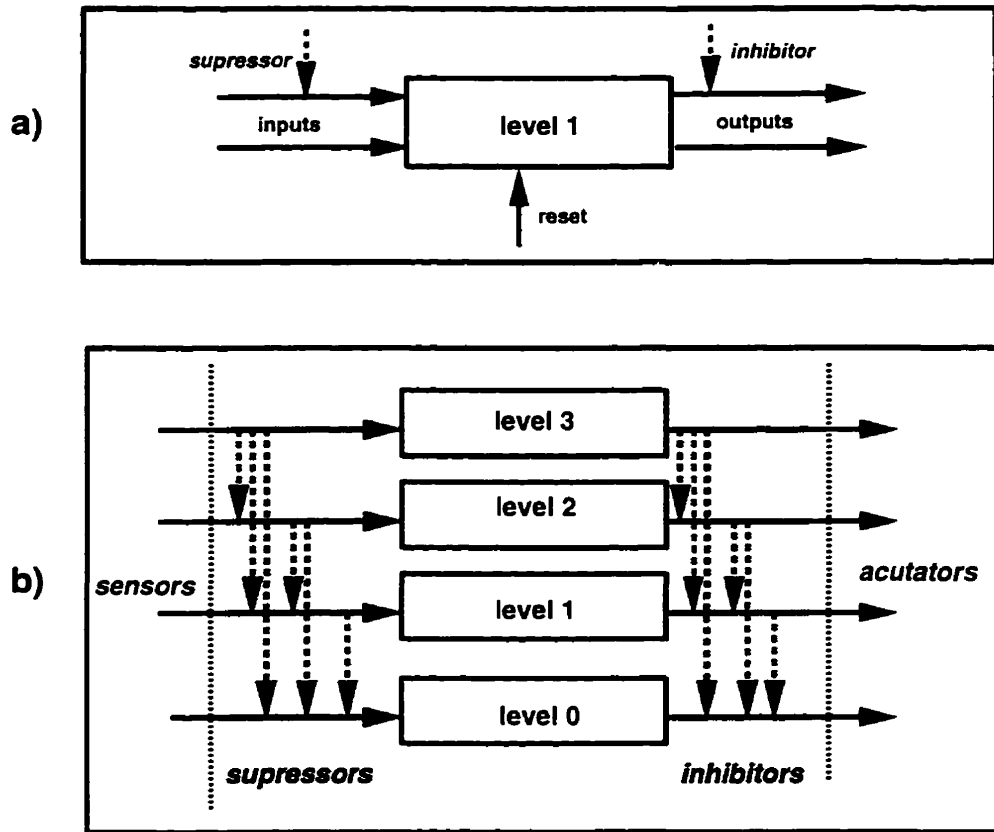 a)
supressor
inhibitor
inputs
level 1
outputs
reset
b)
level 3
level 2
sensors
level 1
acutators
level 0
supressors
inhibitors